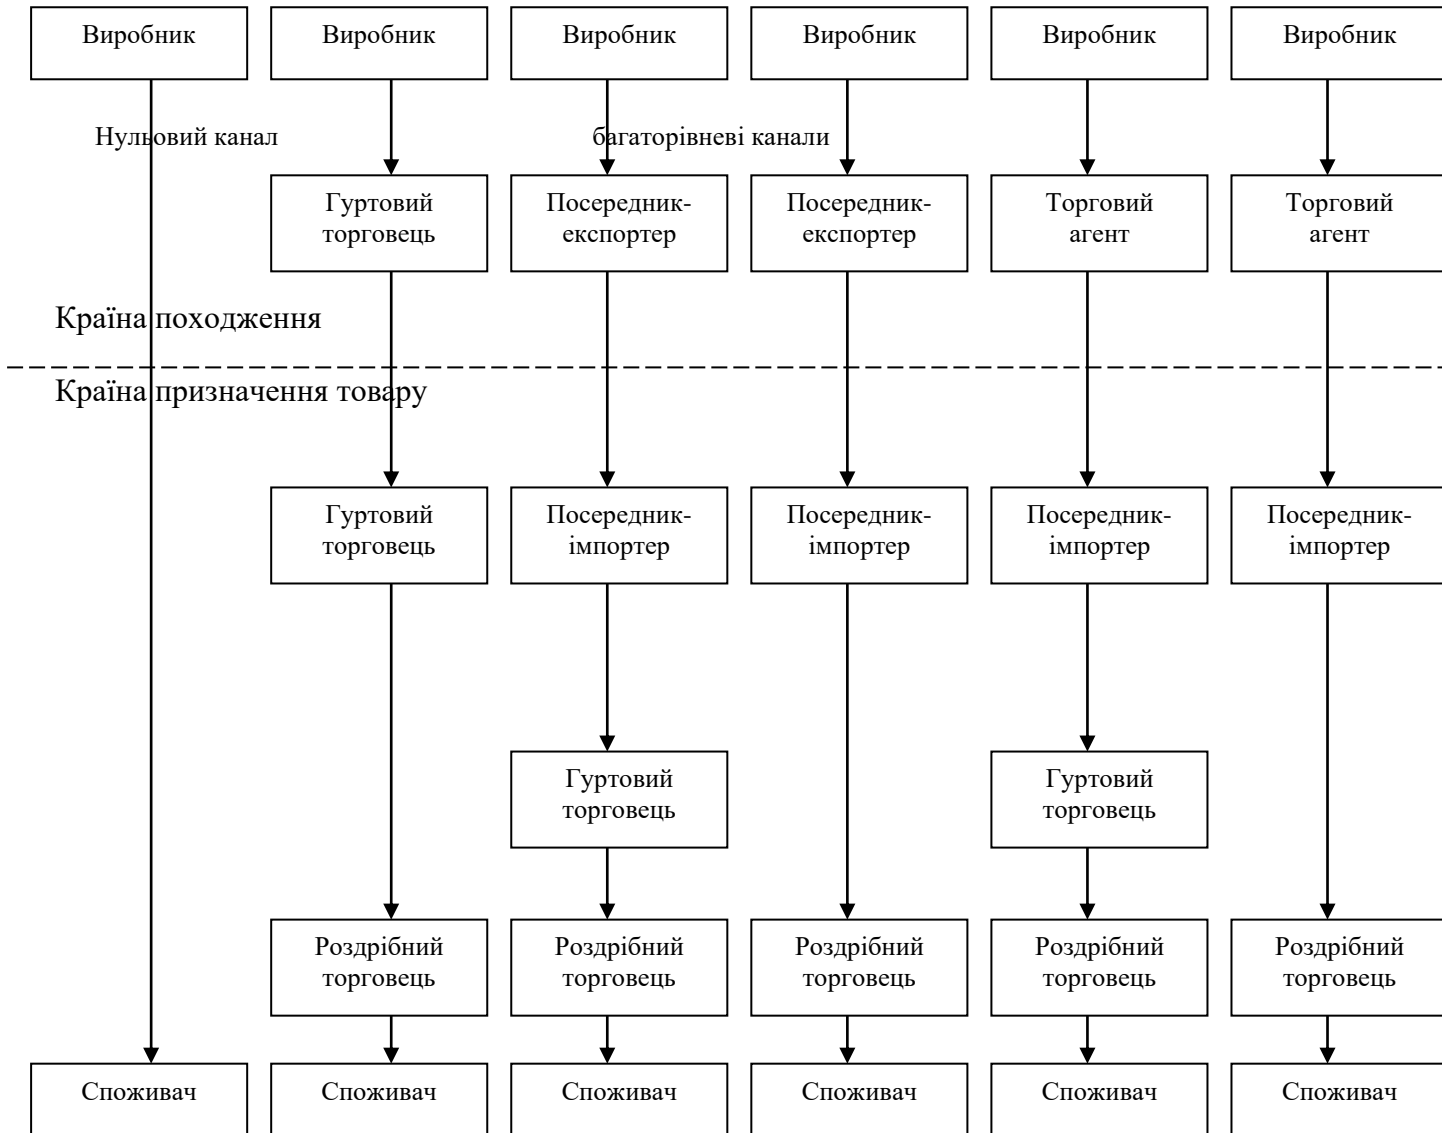 Виробник
Виробник
Виробник
Виробник
Виробник
Виробник
Нульовий канал
багаторівневі канали
Гуртовий
торговець
Посередник-
експортер
Посередник-
експортер
Торговий
агент
Торговий
агент
Країна походження
Країна призначення товару
Гуртовий
торговець
Посередник-
імпортер
Посередник-
імпортер
Посередник-
імпортер
Посередник-
імпортер
Гуртовий
торговець
Гуртовий
торговець
Роздрібний
торговець
Роздрібний
торговець
Роздрібний
торговець
Роздрібний
торговець
Роздрібний
торговець
Споживач
Споживач
Споживач
Споживач
Споживач
Споживач